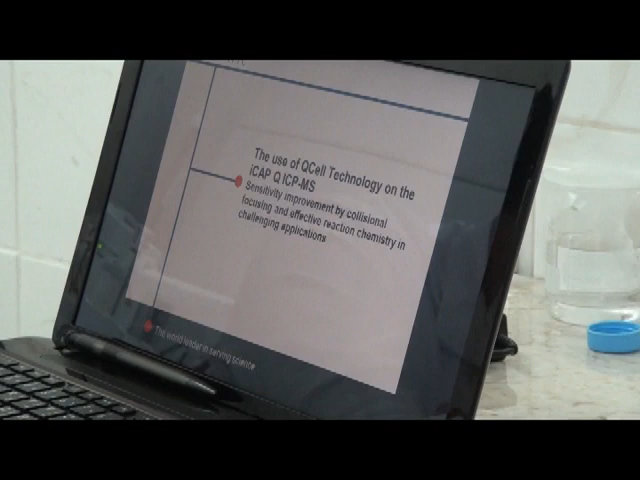 The use of QCell Technology on the
iCAP Q ICP-MS
Sensitivity improvement by collisional
focusing and effective reaction chemistry in
challenging applications
The world leader in serving science